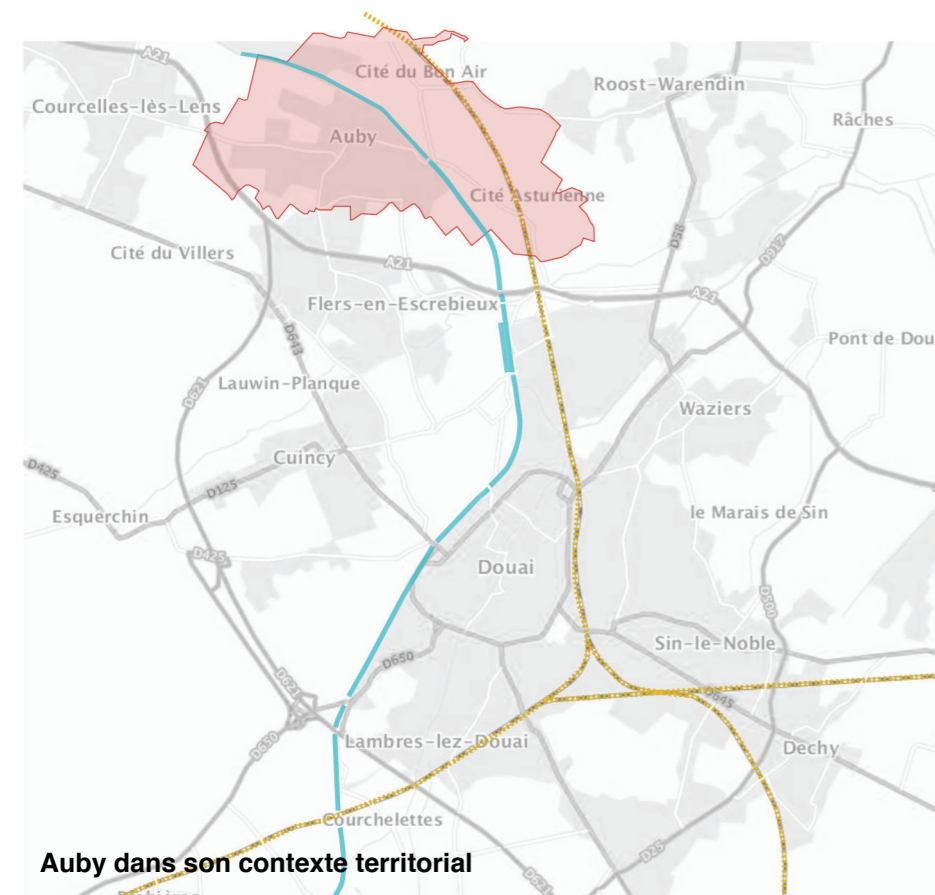 A21
Cité du Bon Air
Roost-Warendin
Courcelles-lès-Lens
Râches
Auby
Cité Asturienne
D58
D917
Cité du Villers
A21
A21
Flers-en-Escrebieux
D643
Pont de Dou
D621
Lauwin-Planque
Waziers
Cuincy
D425
D125
Esquerchin
le Marais de Sin
D425
Douai
D500
Sin-le-Noble
D650
D621
D645
D650
Lambres-lez-Douai
Dechy
Courchelettes
D25
Auby dans son contexte territorial
D621